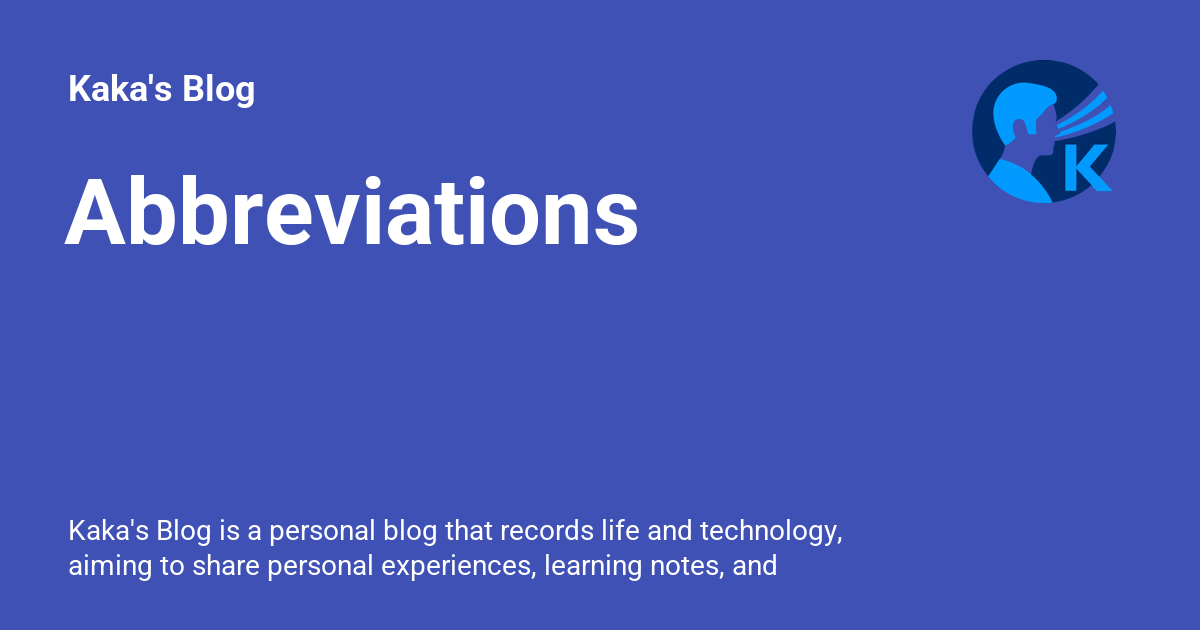 Kaka's Blog
Abbreviations
K
Kaka's Blog is a personal blog that records life and technology,
aiming to share personal experiences, learning notes, and